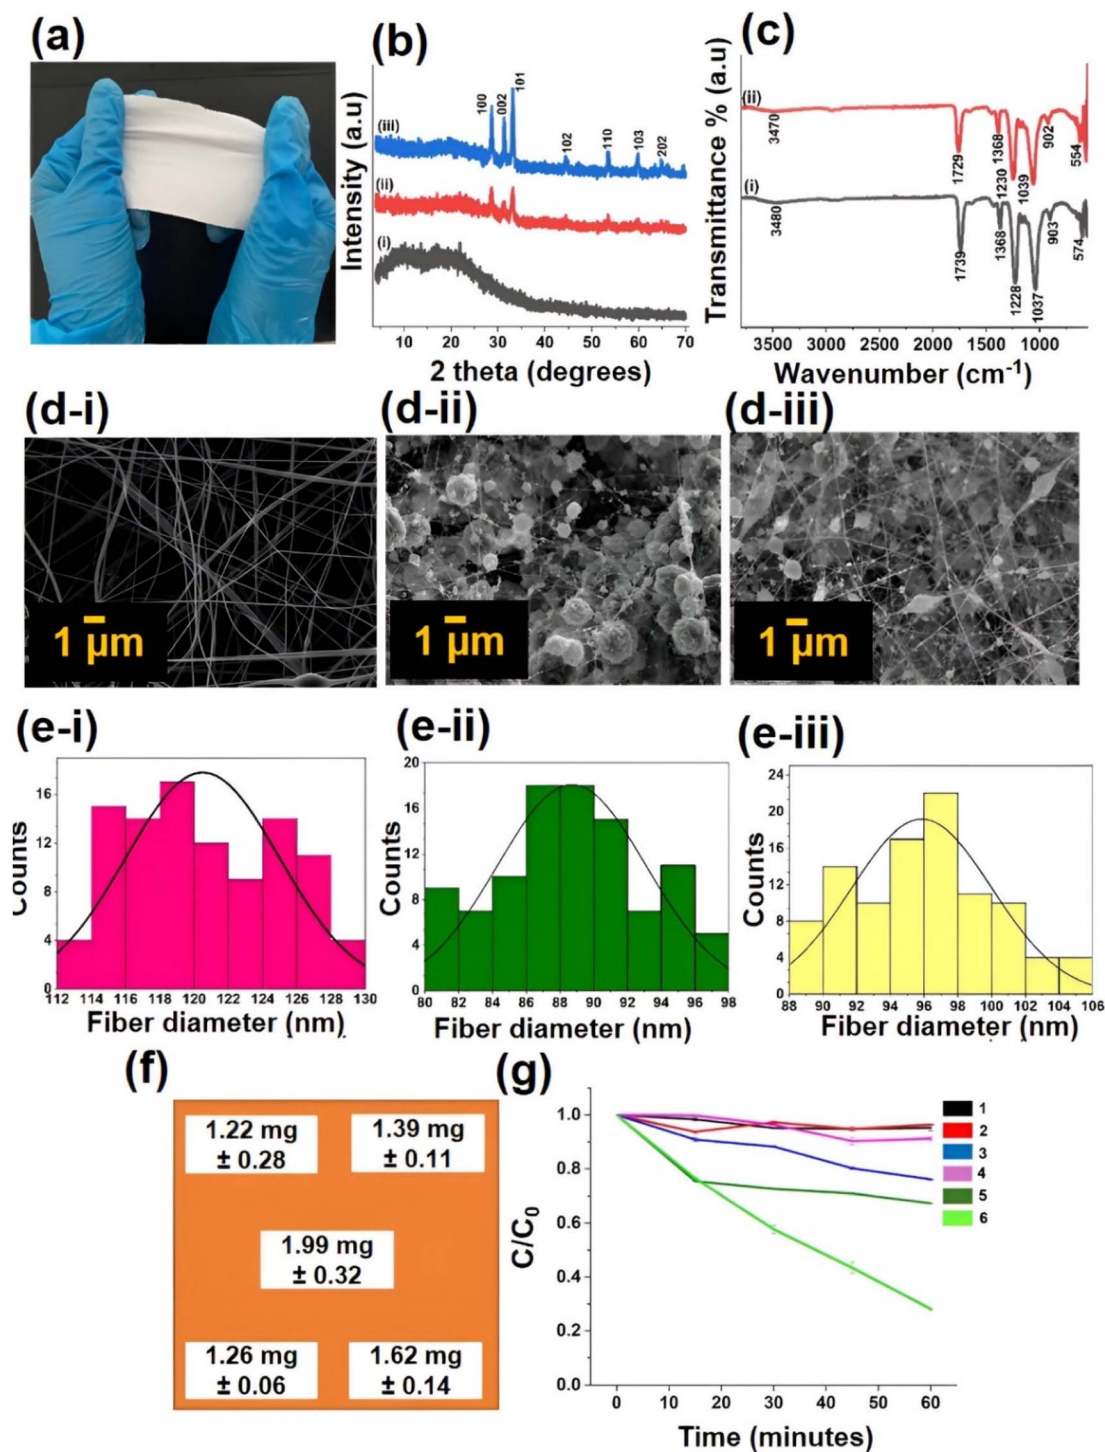 (a)
(b)
Intensity (a.u)
(iii)
100
002
101
102
110
103
202
(ii)
(i)
10 20 30 40 50 60 70
2 theta (degrees)
(c)
Transmittance % (a.u)
(ii)
3470
1729
1368
1230
1039
902
554
(i)
3480
1739
1368
1228
1037
903
574
3500 3000 2500 2000 1500 1000
Wavenumber (cm-1)
(d-i)
1 µm
(d-ii)
1 µm
(d-iii)
1 µm
(e-i)
Counts
16
12
8
4
0
112 114 116 118 120 122 124 126 128 130
Fiber diameter (nm)
(e-ii)
Counts
20
16
12
8
4
0
80 82 84 86 88 90 92 94 96 98
Fiber diameter (nm)
(e-iii)
Counts
24
20
16
12
8
4
0
88 90 92 94 96 98 100 102 104 106
Fiber diameter (nm)
(f)
1.22 mg
± 0.28
1.39 mg
± 0.11
1.99 mg
± 0.32
1.26 mg
± 0.06
1.62 mg
± 0.14
(g)
C/C0
1.0
0.8
0.6
0.4
0.2
0.0
0 10 20 30 40 50 60
Time (minutes)
1
2
3
4
5
6